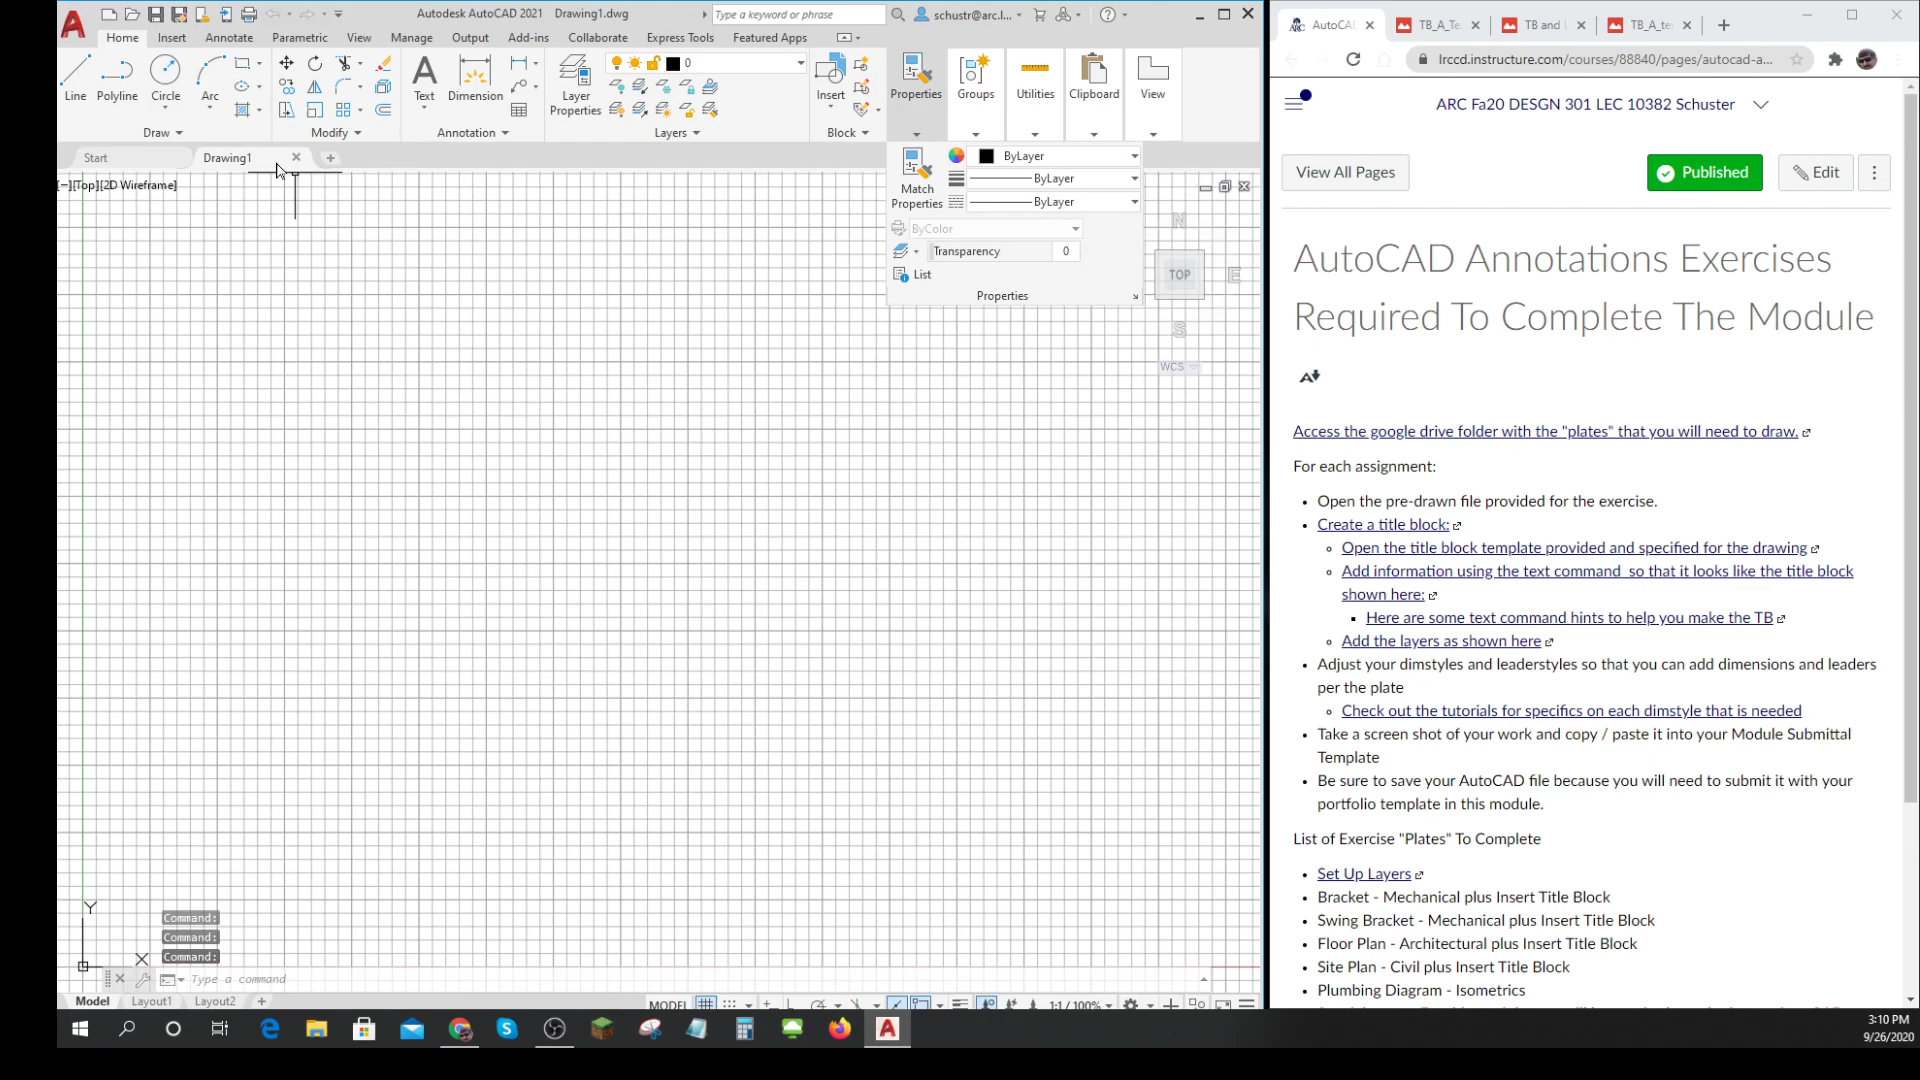 Autodesk AutoCAD 2021 Drawing1.dwg
Type a keyword or phrase
schustr@arc.l...
Home Insert Annotate Parametric View Manage Output Add-ins Collaborate Express Tools Featured Apps
Line Polyline Circle Arc
Text Dimension
Layer Properties
0
Insert
Properties Groups Utilities Clipboard View
Draw Modify Annotation Layers Block
Start Drawing1
[−][Top][2D Wireframe]
Match Properties
ByLayer
ByLayer
ByLayer
ByColor
Transparency 0
List
Properties
N
TOP E
S
WCS
Y
X
Command:
Command:
Command:
Type a command
Model Layout1 Layout2
MODEL 1:1 / 100%
AutoCA TB_A_Te TB and TB_A_te
lrccd.instructure.com/courses/88840/pages/autocad-a...
ARC Fa20 DESGN 301 LEC 10382 Schuster
View All Pages Published Edit
AutoCAD Annotations Exercises
Required To Complete The Module
Access the google drive folder with the "plates" that you will need to draw.
For each assignment:
Open the pre-drawn file provided for the exercise.
Create a title block:
Open the title block template provided and specified for the drawing
Add information using the text command so that it looks like the title block
shown here:
Here are some text command hints to help you make the TB
Add the layers as shown here
Adjust your dimstyles and leaderstyles so that you can add dimensions and leaders
per the plate
Check out the tutorials for specifics on each dimstyle that is needed
Take a screen shot of your work and copy / paste it into your Module Submittal
Template
Be sure to save your AutoCAD file because you will need to submit it with your
portfolio template in this module.
List of Exercise "Plates" To Complete
Set Up Layers
Bracket - Mechanical plus Insert Title Block
Swing Bracket - Mechanical plus Insert Title Block
Floor Plan - Architectural plus Insert Title Block
Site Plan - Civil plus Insert Title Block
Plumbing Diagram - Isometrics
3:10 PM
9/26/2020